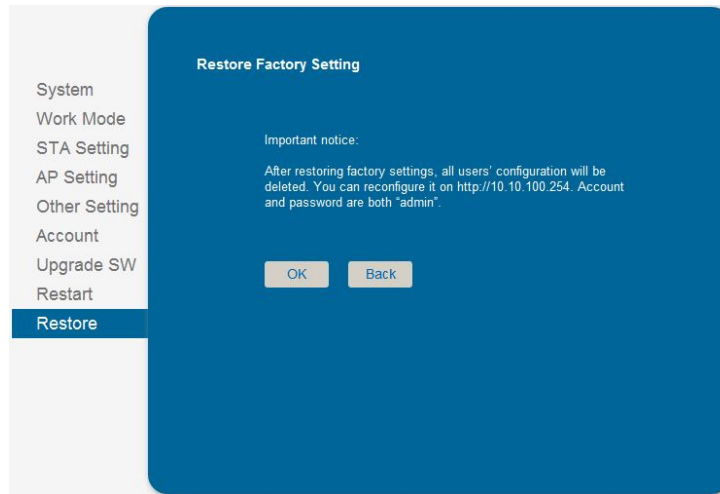 Restore Factory Setting
System
Work Mode
STA Setting
AP Setting
Other Setting
Account
Upgrade SW
Restart
Restore
Important notice:
After restoring factory settings, all users’ configuration will be
deleted. You can reconfigure it on http://10.10.100.254. Account
and password are both “admin”.
OK
Back